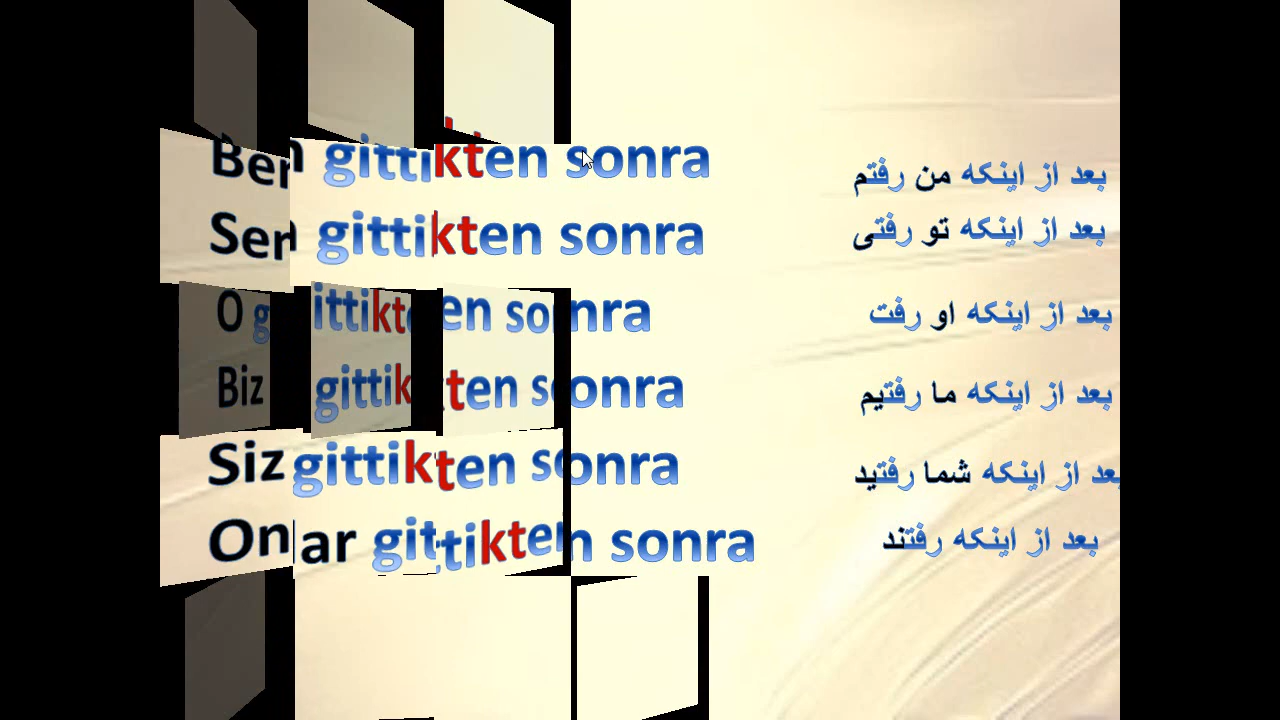 Ben gittikten sonra بعد از اینکه من رفتم
Sen gittikten sonra بعد از اینکه تو رفتی
O gittikten sonra بعد از اینکه او رفت
Biz gittikten sonra بعد از اینکه ما رفتیم
Siz gittikten sonra بعد از اینکه شما رفتید
Onlar gittikten sonra بعد از اینکه رفتند